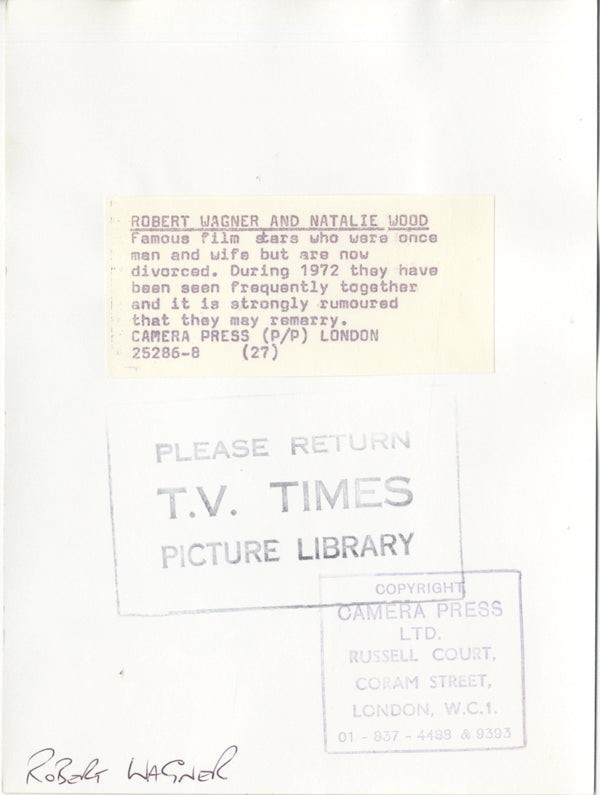 ROBERT WAGNER AND NATALIE WOOD
Famous film stars who were once
man and wife but are now
divorced. During 1972 they have
been seen frequently together
and it is strongly rumoured
that they may remarry.
CAMERA PRESS (P/P) LONDON
25286-8 (27)
PLEASE RETURN
T.V. TIMES
PICTURE LIBRARY
COPYRIGHT
CAMERA PRESS
LTD.
RUSSELL COURT,
CORAM STREET,
LONDON, W.C.1.
01 - 837 - 4488 & 9393
ROBERT WAGNER